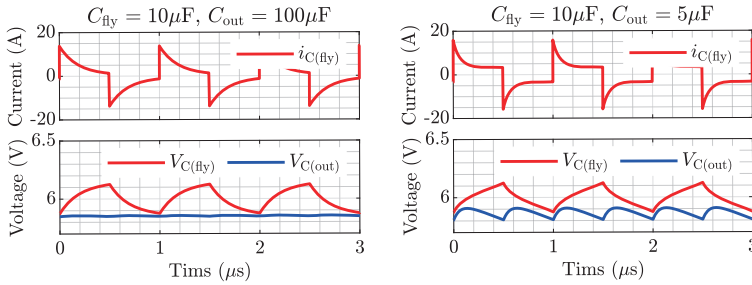 C_fly = 10μF, C_out = 100μF
20
0
-20
Current (A)
i_C(fly)
6.5
6
Voltage (V)
V_C(fly)
V_C(out)
0
1
2
3
Tims (μs)
C_fly = 10μF, C_out = 5μF
20
0
-20
Current (A)
i_C(fly)
6.5
6
Voltage (V)
V_C(fly)
V_C(out)
0
1
2
3
Tims (μs)